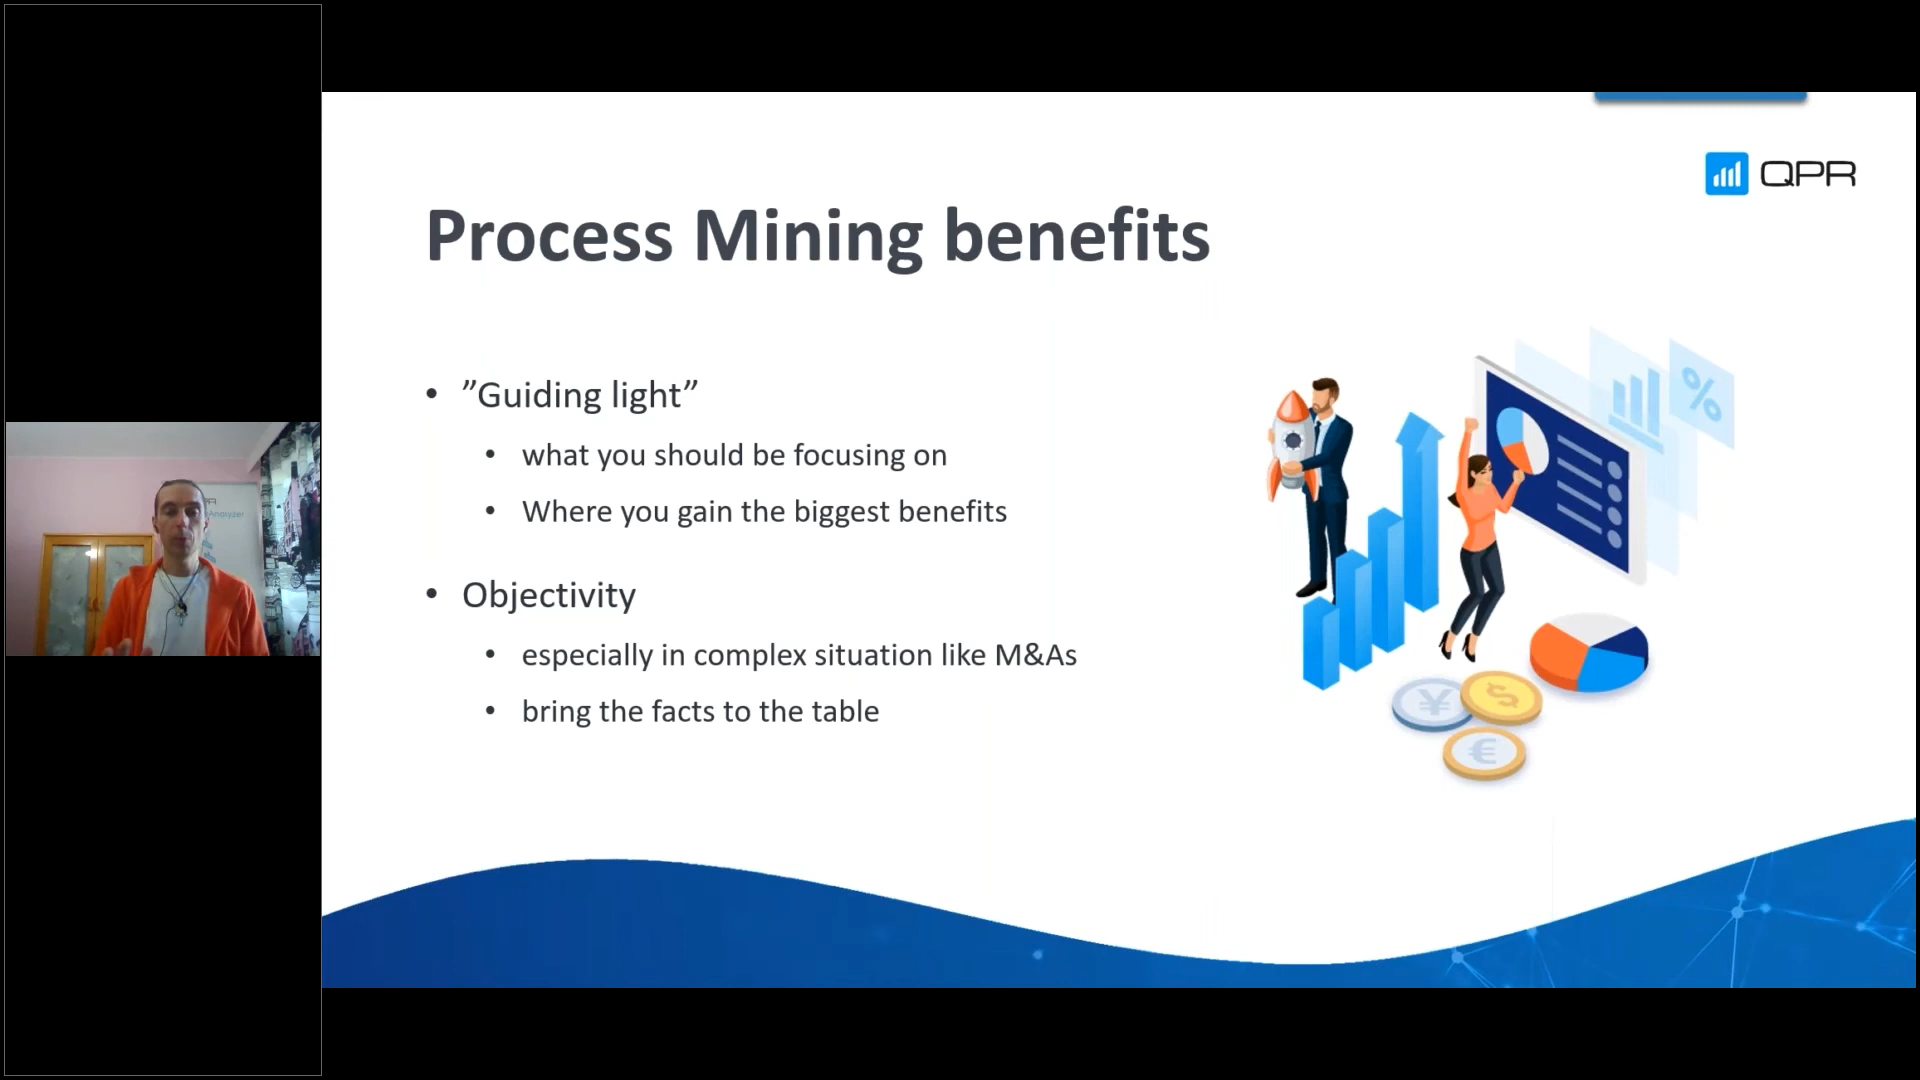 QPR
Process Mining benefits
• ”Guiding light”
• what you should be focusing on
• Where you gain the biggest benefits
• Objectivity
• especially in complex situation like M&As
• bring the facts to the table
%
¥
$
€
Analyzer